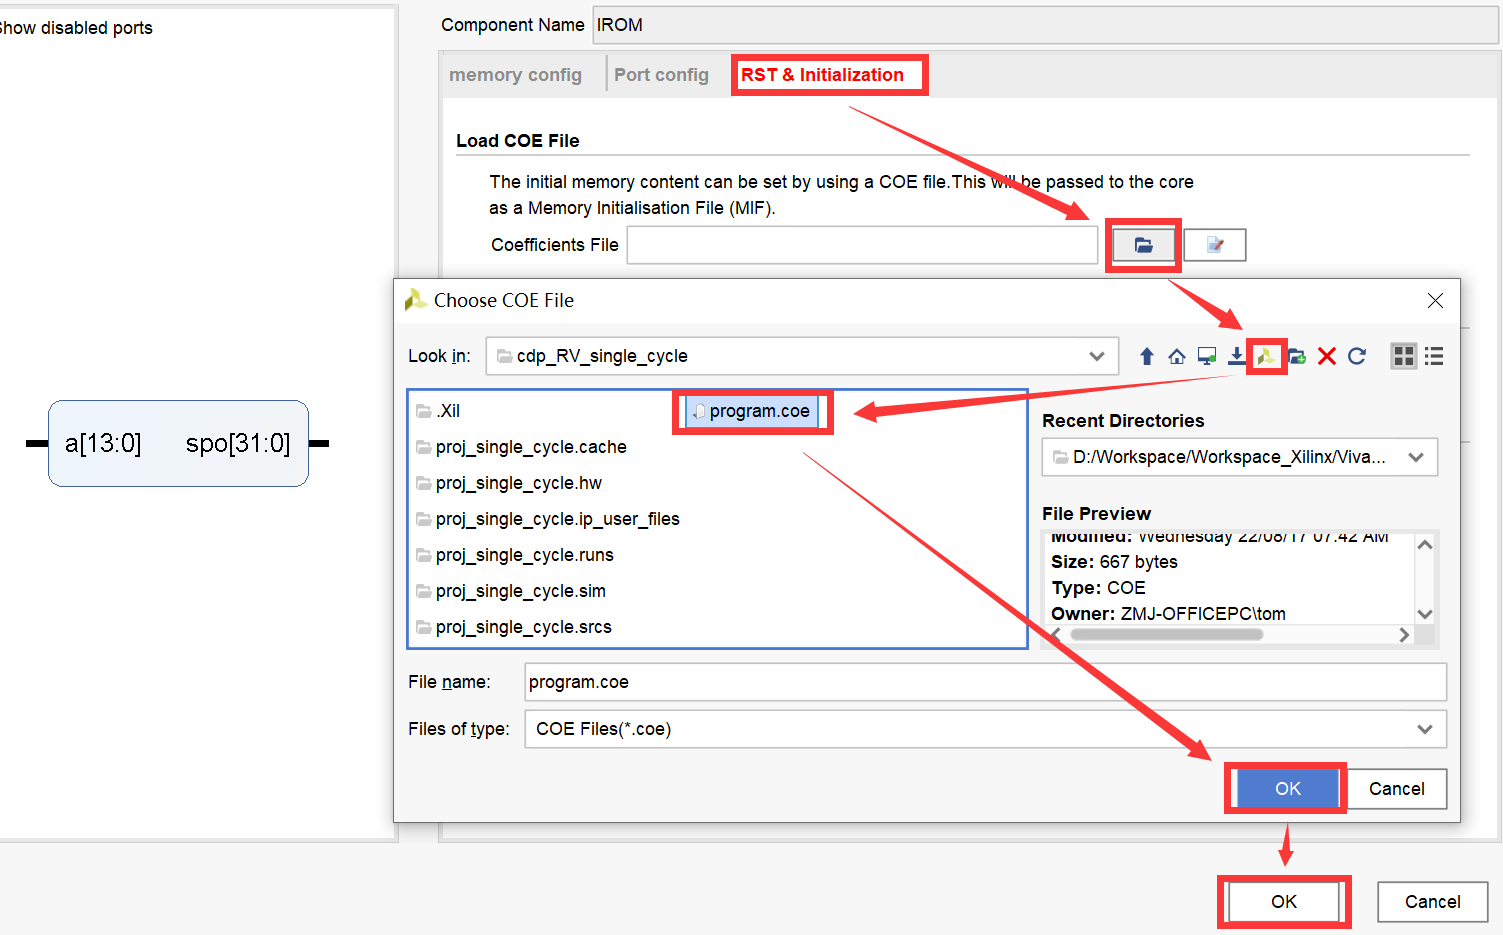 Show disabled ports
Component Name IROM
memory config Port config RST & Initialization
Load COE File
The initial memory content can be set by using a COE file.This will be passed to the core
as a Memory Initialisation File (MIF).
Coefficients File
Choose COE File
Look in: cdp_RV_single_cycle
.Xil
proj_single_cycle.cache
proj_single_cycle.hw
proj_single_cycle.ip_user_files
proj_single_cycle.runs
proj_single_cycle.sim
proj_single_cycle.srcs
program.coe
Recent Directories
D:/Workspace/Workspace_Xilinx/Viva...
File Preview
Modified: Wednesday 22/08/17 07:42 AM
Size: 667 bytes
Type: COE
Owner: ZMJ-OFFICEPC\tom
File name: program.coe
Files of type: COE Files(*.coe)
OK Cancel
a[13:0] spo[31:0]
OK Cancel